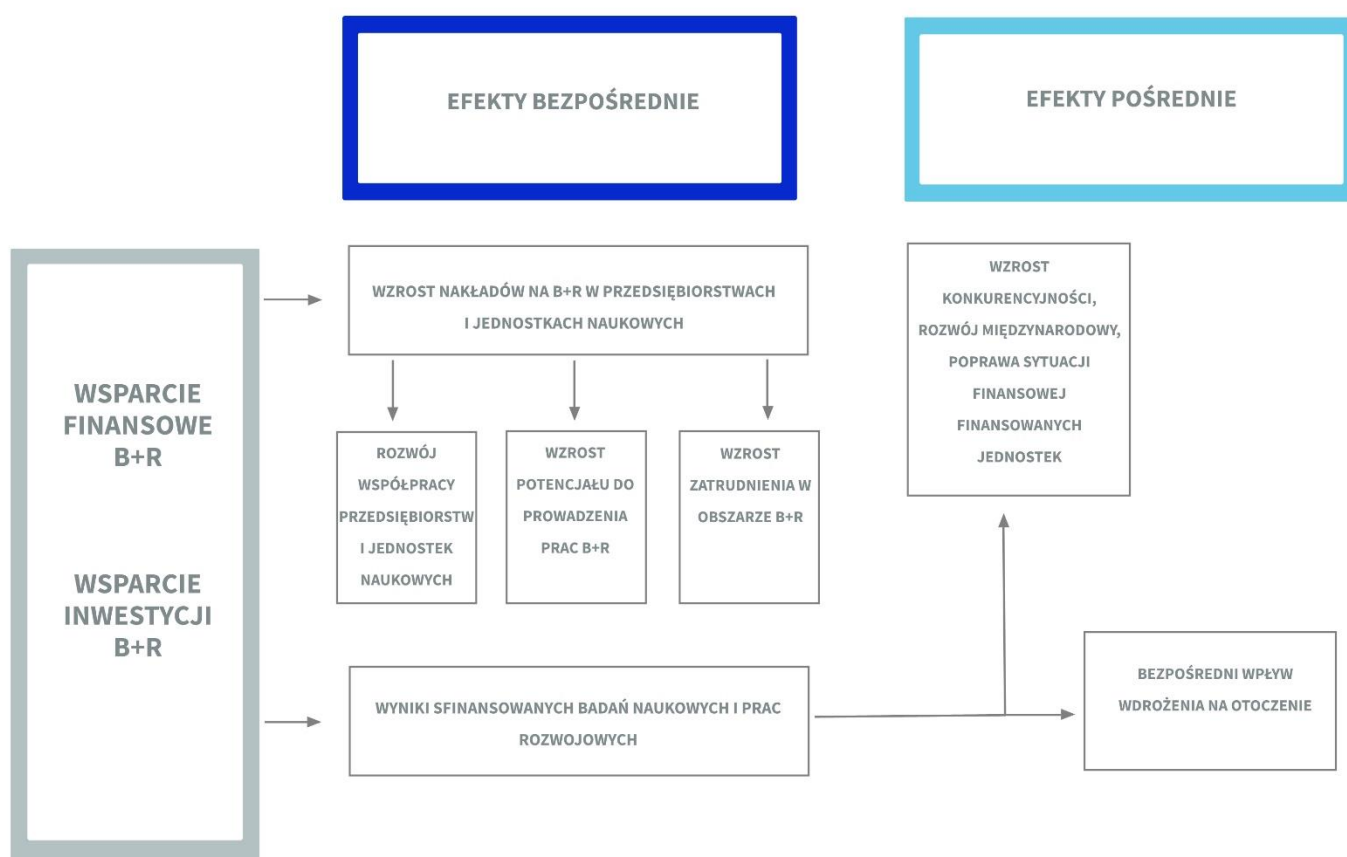 EFEKTY BEZPOŚREDNIE
EFEKTY POŚREDNIE
WSPARCIE
FINANSOWE
B+R
WSPARCIE
INWESTYCJI
B+R
WZROST NAKŁADÓW NA B+R W PRZEDSIĘBIORSTWACH
I JEDNOSTKACH NAUKOWYCH
ROZWÓJ
WSPÓŁPRACY
PRZEDSIĘBIORSTW
I JEDNOSTEK
NAUKOWYCH
WZROST
POTENCJAŁU DO
PROWADZENIA
PRAC B+R
WZROST
ZATRUDNIENIA W
OBSZARZE B+R
WYNIKI SFINANSOWANYCH BADAŃ NAUKOWYCH I PRAC
ROZWOJOWYCH
WZROST
KONKURENCYJNOŚCI,
ROZWÓJ MIĘDZYNARODOWY,
POPRAWA SYTUACJI
FINANSOWEJ
FINANSOWANYCH
JEDNOSTEK
BEZPOŚREDNI WPŁYW
WDROŻENIA NA OTOCZENIE